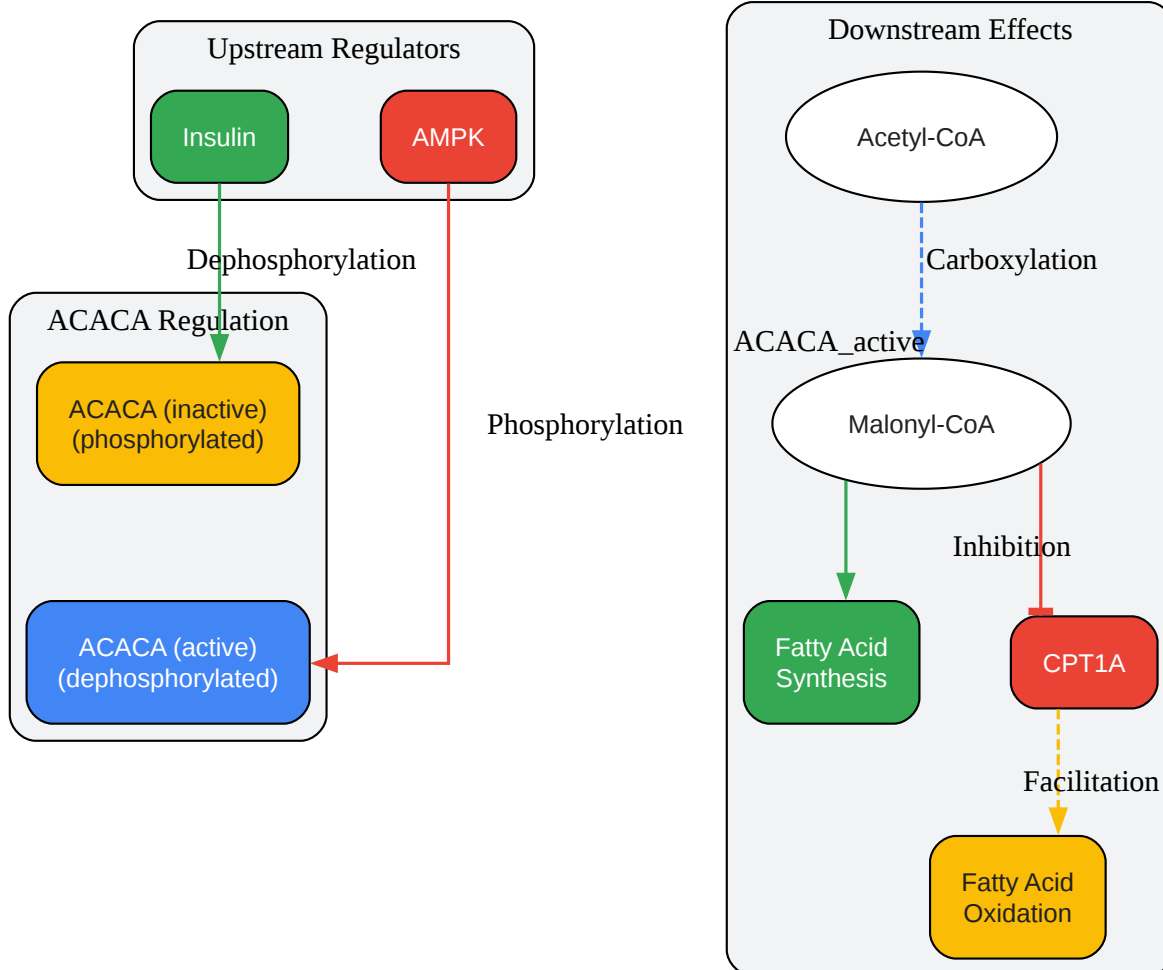 Upstream Regulators
Insulin
AMPK
Dephosphorylation
ACACA Regulation
ACACA (inactive)
(phosphorylated)
Phosphorylation
ACACA (active)
(dephosphorylated)
Downstream Effects
Acetyl-CoA
Carboxylation
ACACA_active
Malonyl-CoA
Inhibition
Fatty Acid
Synthesis
CPT1A
Facilitation
Fatty Acid
Oxidation